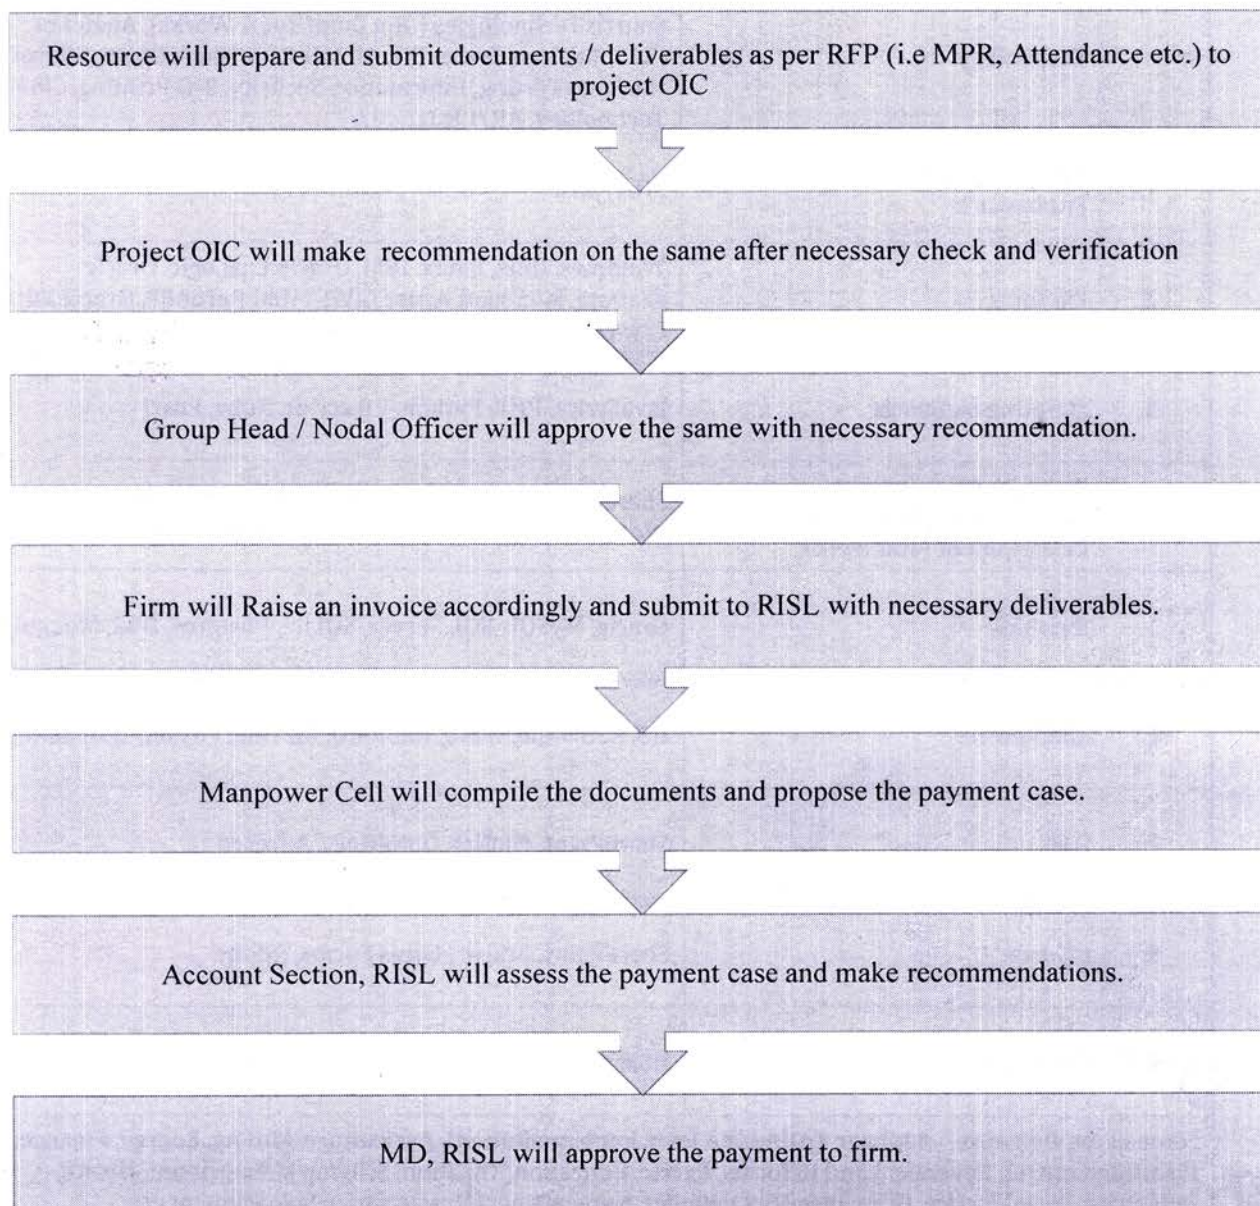 Resource will prepare and submit documents / deliverables as per RFP (i.e MPR, Attendance etc.) to
project OIC
Project OIC will make recommendation on the same after necessary check and verification
Group Head / Nodal Officer will approve the same with necessary recommendation.
Firm will Raise an invoice accordingly and submit to RISL with necessary deliverables.
Manpower Cell will compile the documents and propose the payment case.
Account Section, RISL will assess the payment case and make recommendations.
MD, RISL will approve the payment to firm.